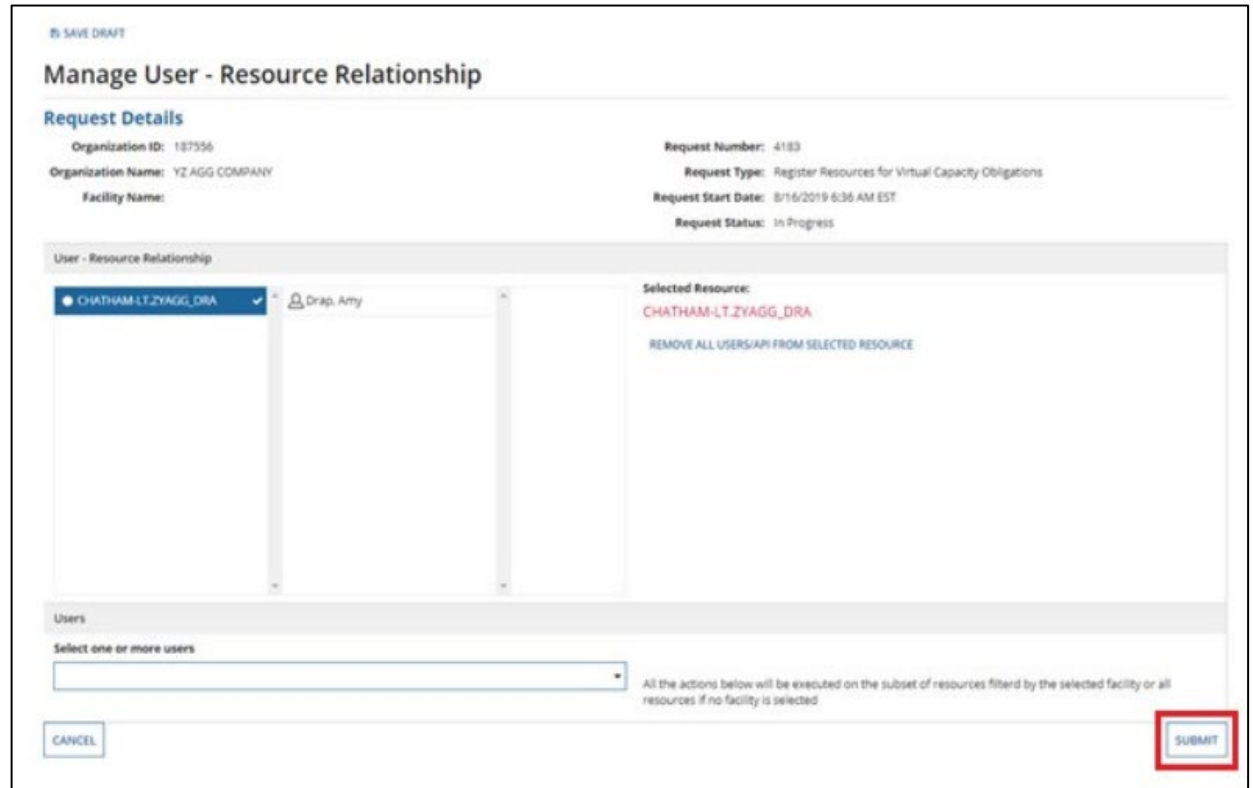 SAVE DRAFT
Manage User - Resource Relationship
Request Details
Organization ID: 187556
Organization Name: YZ AGG COMPANY
Facility Name:
Request Number: 4183
Request Type: Register Resources for Virtual Capacity Obligations
Request Start Date: 8/16/2019 6:36 AM EST
Request Status: In Progress
User - Resource Relationship
CHATHAM-LT.ZYAGG_DRA
Drap, Amy
Selected Resource:
CHATHAM-LT.ZYAGG_DRA
REMOVE ALL USERS/API FROM SELECTED RESOURCE
Users
Select one or more users
All the actions below will be executed on the subset of resources filterd by the selected facility or all
resources if no facility is selected
CANCEL
SUBMIT